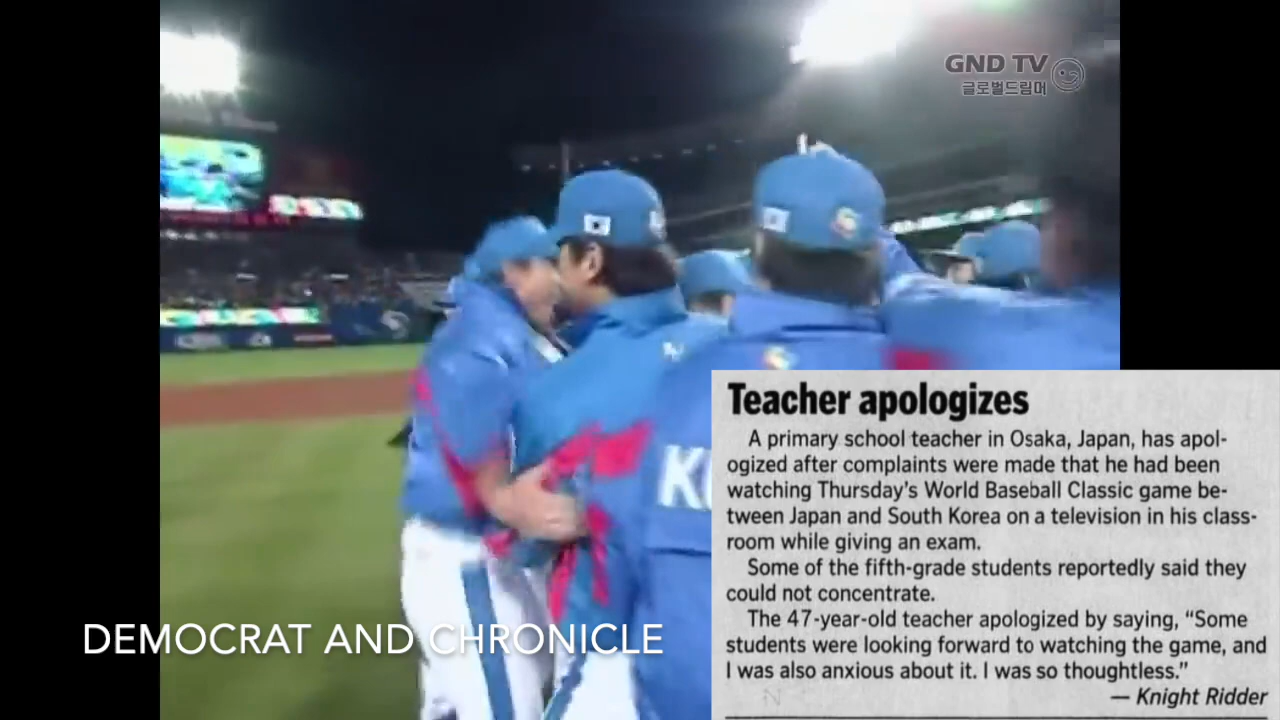 GND TV
글로벌드림머
K
Teacher apologizes
A primary school teacher in Osaka, Japan, has apol-
ogized after complaints were made that he had been
watching Thursday's World Baseball Classic game be-
tween Japan and South Korea on a television in his class-
room while giving an exam.
Some of the fifth-grade students reportedly said they
could not concentrate.
The 47-year-old teacher apologized by saying, “Some
students were looking forward to watching the game, and
I was also anxious about it. I was so thoughtless.”
— Knight Ridder
DEMOCRAT AND CHRONICLE